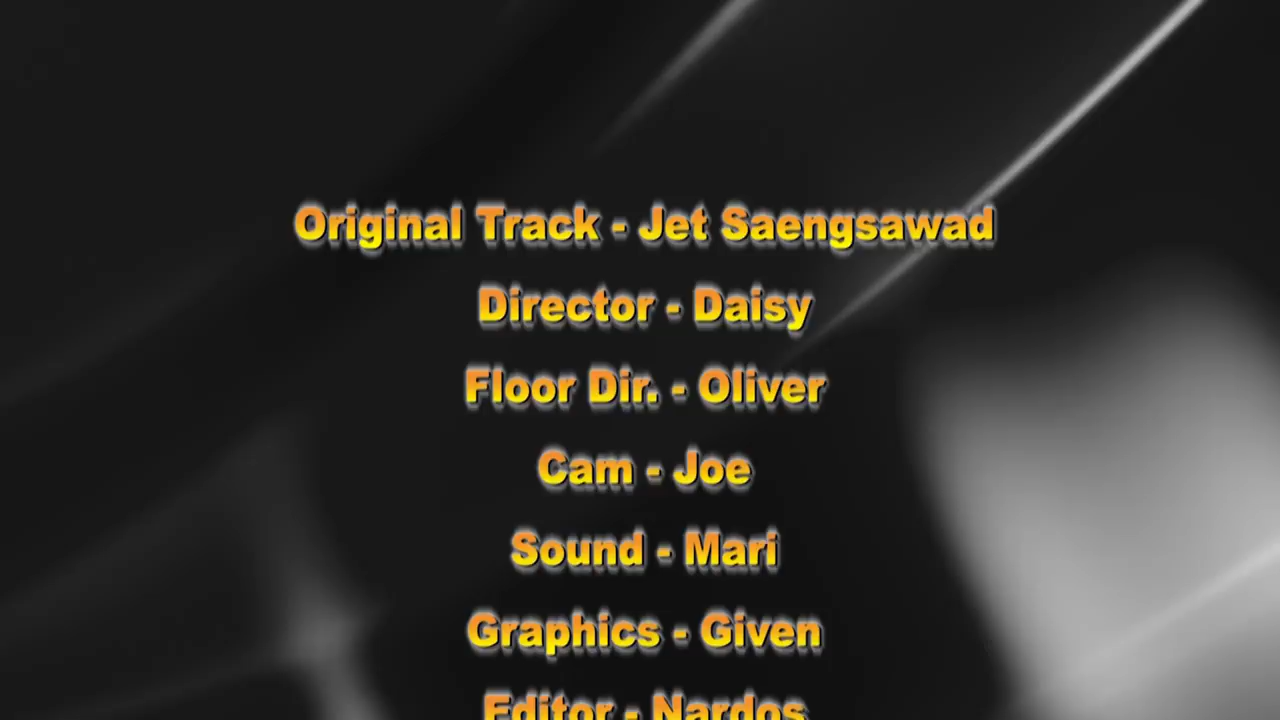 Original Track - Jet Saengsawad
Director - Daisy
Floor Dir. - Oliver
Cam - Joe
Sound - Mari
Graphics - Given
Editor - Nardos